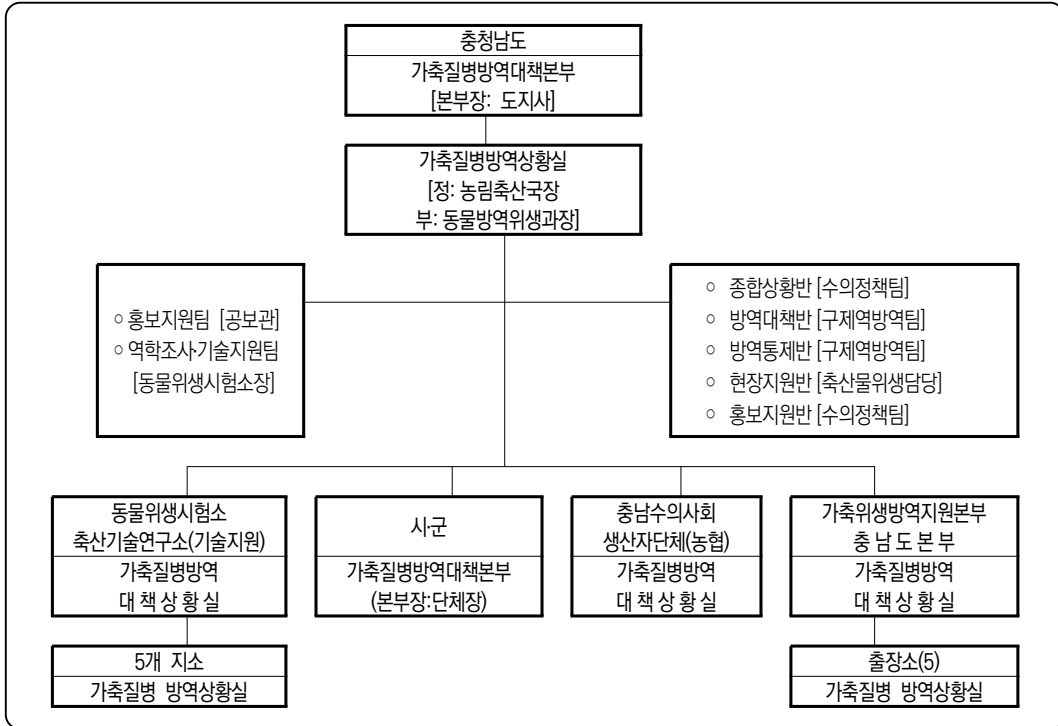 충청남도
가축질병방역대책본부
[본부장: 도지사]
가축질병방역상황실
[정: 농림축산국장
부: 동물방역위생과장]
○ 홍보지원팀 [공보관]
○ 역학조사·기술지원팀
[동물위생시험소장]
○ 종합상황반 [수의정책팀]
○ 방역대책반 [구제역방역팀]
○ 방역통제반 [구제역방역팀]
○ 현장지원반 [축산물위생담당]
○ 홍보지원반 [수의정책팀]
동물위생시험소
축산기술연구소(기술지원)
가축질병방역
대 책 상 황 실
시·군
가축질병방역대책본부
(본부장:단체장)
충남수의사회
생산자단체(농협)
가축질병방역
대 책 상 황 실
가축위생방역지원본부
충 남 도 본 부
가축질병방역
대 책 상 황 실
5개 지소
가축질병 방역상황실
출장소(5)
가축질병 방역상황실